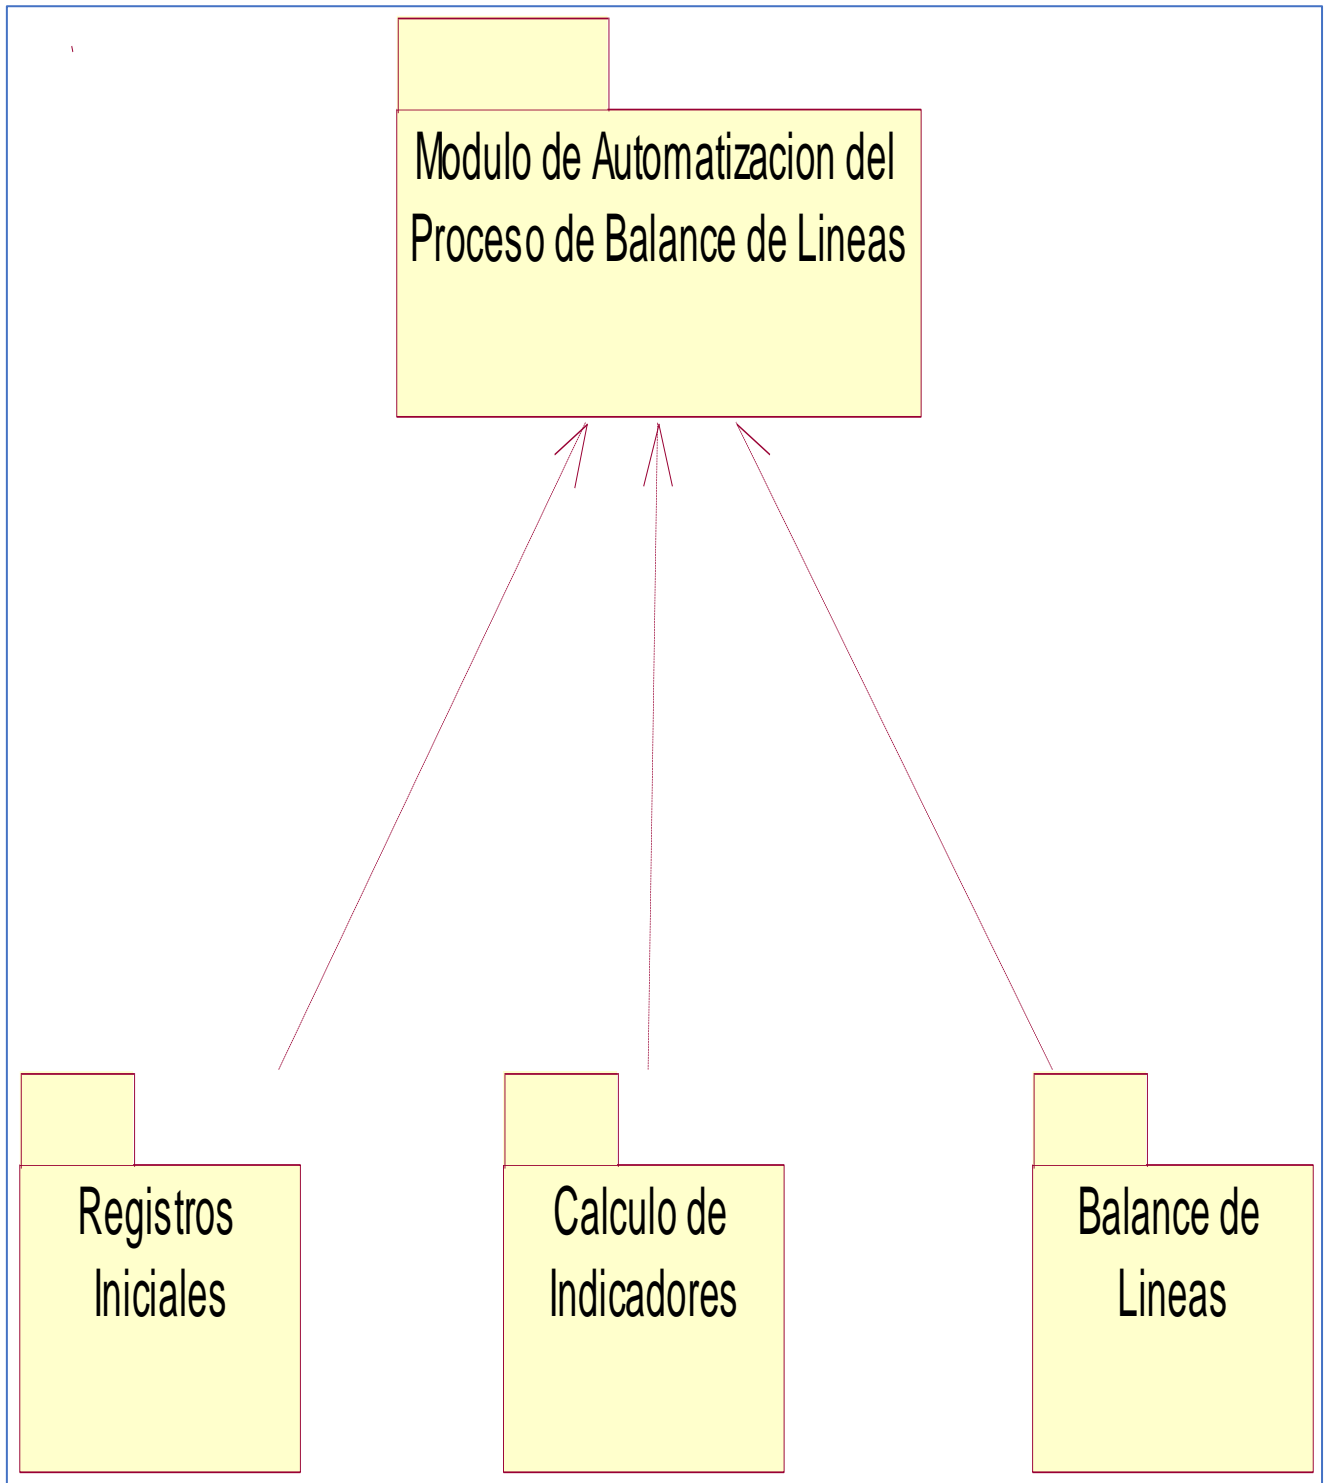 Modulo de Automatizacion del
Proceso de Balance de Lineas
Registros
Iniciales
Calculo de
Indicadores
Balance de
Lineas